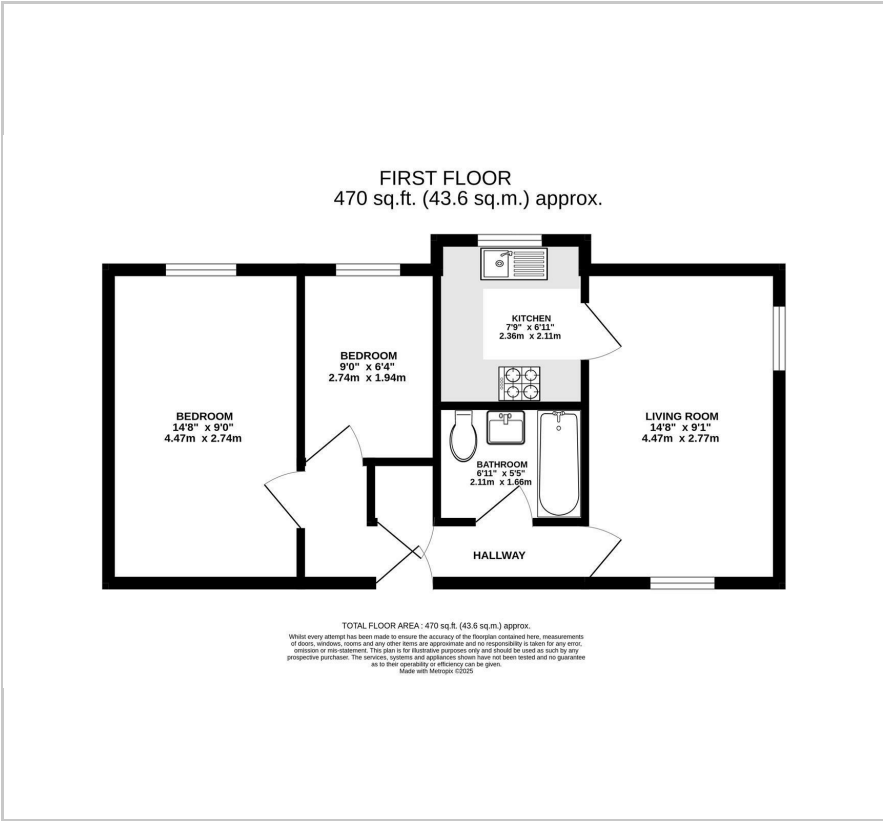 FIRST FLOOR
470 sq.ft. (43.6 sq.m.) approx.
KITCHEN
7'9" x 6'11"
2.36m x 2.11m
BEDROOM
9'0" x 6'4"
2.74m x 1.94m
BEDROOM
14'8" x 9'0"
4.47m x 2.74m
LIVING ROOM
14'8" x 9'1"
4.47m x 2.77m
BATHROOM
6'11" x 5'5"
2.11m x 1.66m
HALLWAY
TOTAL FLOOR AREA : 470 sq.ft. (43.6 sq.m.) approx.
Whilst every attempt has been made to ensure the accuracy of the floorplan contained here, measurements
of doors, windows, rooms and any other items are approximate and no responsibility is taken for any error,
omission or mis-statement. This plan is for illustrative purposes only and should be used as such by any
prospective purchaser. The services, systems and appliances shown have not been tested and no guarantee
as to their operability or efficiency can be given.
Made with Metropix ©2025